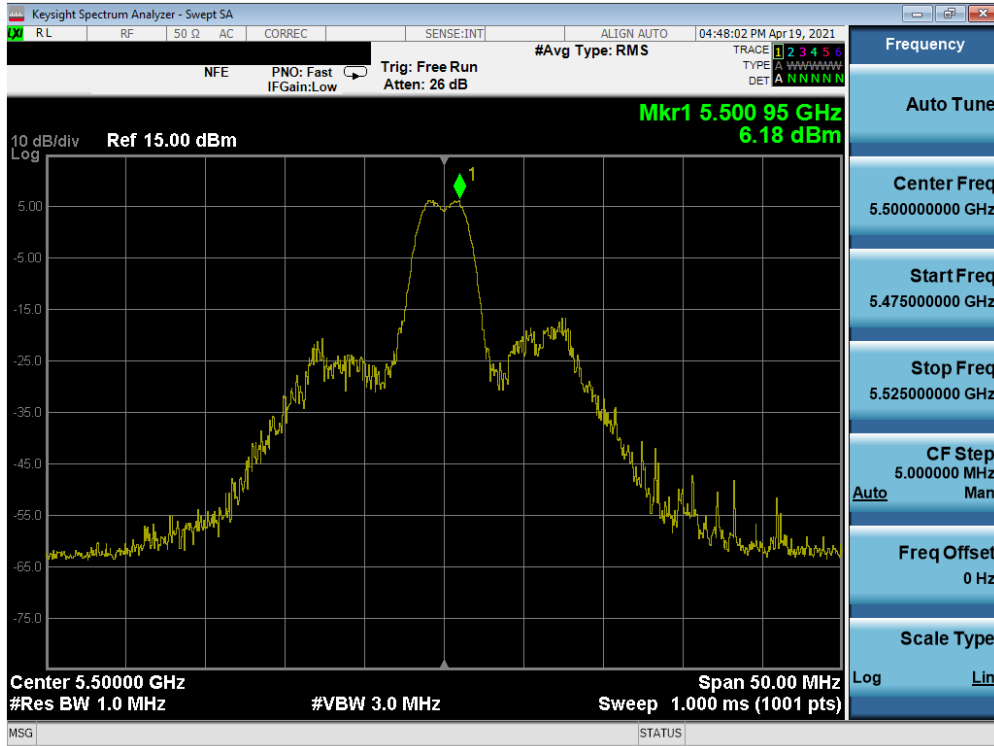 Keysight Spectrum Analyzer - Swept SA
LXI RL RF 50 Ω AC CORREC SENSE:INT ALIGN AUTO 04:48:02 PM Apr 19, 2021
#Avg Type: RMS TRACE 1 2 3 4 5 6
NFE PNO: Fast Trig: Free Run TYPE A WWWWW
IFGain:Low Atten: 26 dB DET A N N N N N
Mkr1 5.500 95 GHz
10 dB/div Ref 15.00 dBm 6.18 dBm
Log
1
5.00
-5.00
-15.0
-25.0
-35.0
-45.0
-55.0
-65.0
-75.0
Center 5.50000 GHz Span 50.00 MHz
#Res BW 1.0 MHz #VBW 3.0 MHz Sweep 1.000 ms (1001 pts)
MSG STATUS
Frequency
Auto Tune
Center Freq
5.500000000 GHz
Start Freq
5.475000000 GHz
Stop Freq
5.525000000 GHz
CF Step
5.000000 MHz
Auto Man
Freq Offset
0 Hz
Scale Type
Log Lin